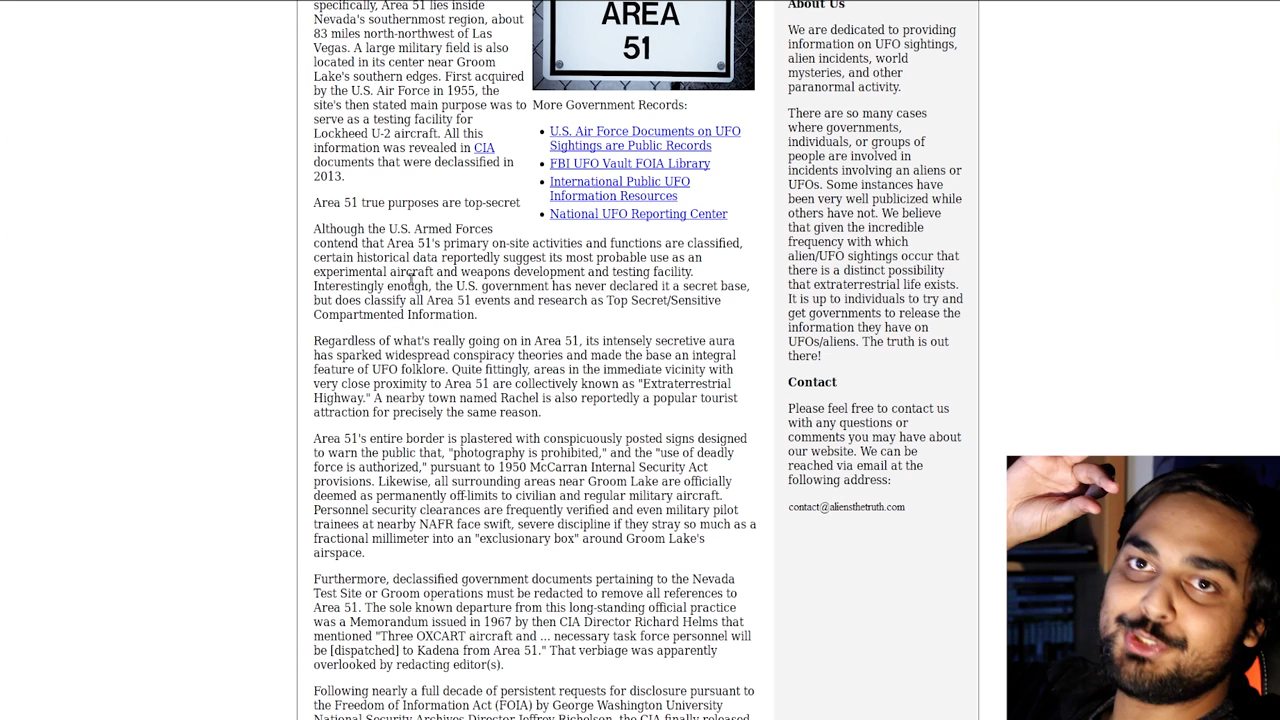 specifically, Area 51 lies inside
Nevada's southernmost region, about
83 miles north-northwest of Las
Vegas. A large military field is also
located in its center near Groom
Lake's southern edges. First acquired
by the U.S. Air Force in 1955, the
site's then stated main purpose was to
serve as a testing facility for
Lockheed U-2 aircraft. All this
information was revealed in CIA
documents that were declassified in
2013.
AREA
51
More Government Records:
• U.S. Air Force Documents on UFO
Sightings are Public Records
• FBI UFO Vault FOIA Library
• International Public UFO
Information Resources
• National UFO Reporting Center
Area 51 true purposes are top-secret
Although the U.S. Armed Forces
contend that Area 51's primary on-site activities and functions are classified,
certain historical data reportedly suggest its most probable use as an
experimental aircraft and weapons development and testing facility.
Interestingly enough, the U.S. government has never declared it a secret base,
but does classify all Area 51 events and research as Top Secret/Sensitive
Compartmented Information.
Regardless of what's really going on in Area 51, its intensely secretive aura
has sparked widespread conspiracy theories and made the base an integral
feature of UFO folklore. Quite fittingly, areas in the immediate vicinity with
very close proximity to Area 51 are collectively known as "Extraterrestrial
Highway." A nearby town named Rachel is also reportedly a popular tourist
attraction for precisely the same reason.
Area 51's entire border is plastered with conspicuously posted signs designed
to warn the public that, "photography is prohibited," and the "use of deadly
force is authorized," pursuant to 1950 McCarran Internal Security Act
provisions. Likewise, all surrounding areas near Groom Lake are officially
deemed as permanently off-limits to civilian and regular military aircraft.
Personnel security clearances are frequently verified and even military pilot
trainees at nearby NAFR face swift, severe discipline if they stray so much as a
fractional millimeter into an "exclusionary box" around Groom Lake's
airspace.
Furthermore, declassified government documents pertaining to the Nevada
Test Site or Groom operations must be redacted to remove all references to
Area 51. The sole known departure from this long-standing official practice
was a Memorandum issued in 1967 by then CIA Director Richard Helms that
mentioned "Three OXCART aircraft and ... necessary task force personnel will
be [dispatched] to Kadena from Area 51." That verbiage was apparently
overlooked by redacting editor(s).
Following nearly a full decade of persistent requests for disclosure pursuant to
the Freedom of Information Act (FOIA) by George Washington University
National Security Archives Director Jeffrey Richelson, the CIA finally released
About Us
We are dedicated to providing
information on UFO sightings,
alien incidents, world
mysteries, and other
paranormal activity.
There are so many cases
where governments,
individuals, or groups of
people are involved in
incidents involving an aliens or
UFOs. Some instances have
been very well publicized while
others have not. We believe
that given the incredible
frequency with which
alien/UFO sightings occur that
there is a distinct possibility
that extraterrestrial life exists.
It is up to individuals to try and
get governments to release the
information they have on
UFOs/aliens. The truth is out
there!
Contact
Please feel free to contact us
with any questions or
comments you may have about
our website. We can be
reached via email at the
following address:
contact@aliensthetruth.com